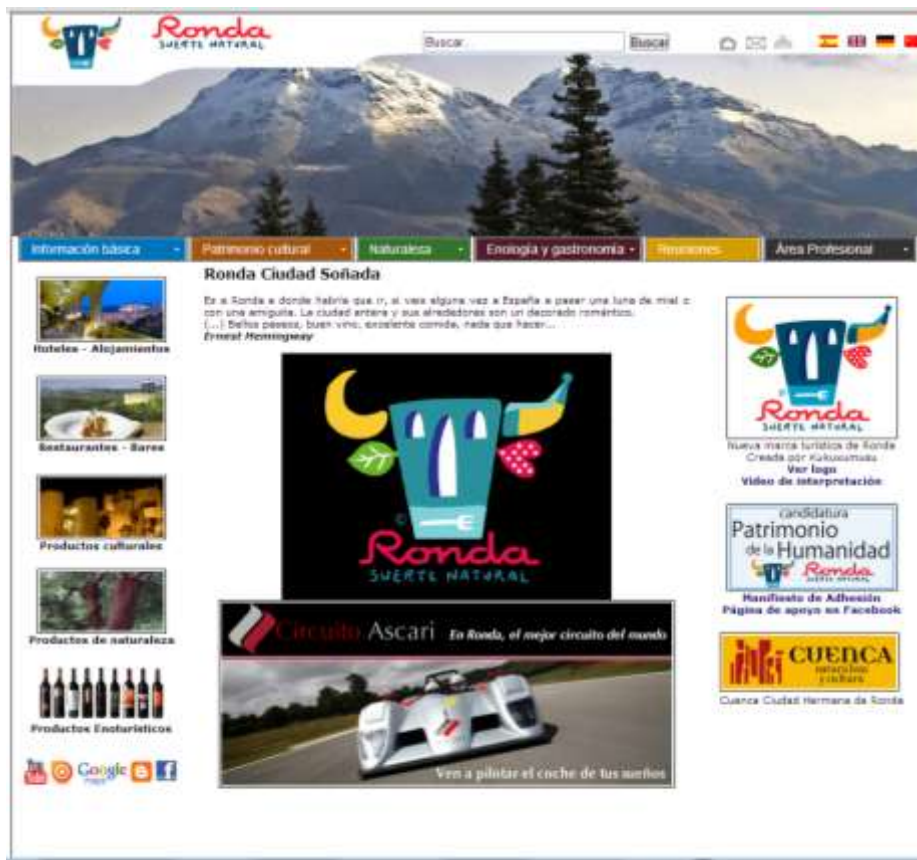 Ronda
SUERTE NATURAL
Buscar
Buscar
Información básica
Patrimonio cultural
Naturaleza
Enología y gastronomía
Reuniones
Área Profesional
Ronda Ciudad Soñada
Es a Ronda a donde habría que ir, si vais alguna vez a España a pasar una luna de miel o
con una amiguita. La ciudad entera y sus alrededores son un decorado romántico.
(...) Bellos paseos, buen vino, excelente comida, nada que hacer...
Ernest Hemingway
Hoteles - Alojamientos
Restaurantes - Bares
Productos culturales
Productos de naturaleza
Productos Enoturísticos
Google
©
Ronda
SUERTE NATURAL
Circuito Ascari En Ronda, el mejor circuito del mundo
Ven a pilotar el coche de tus sueños
Ronda
SUERTE NATURAL
Nueva marca turística de Ronda
Creada por Kukuxumusu
Ver logo
Video de interpretación
candidatura
Patrimonio
de la Humanidad
Ronda
SUERTE NATURAL
Manifiesto de Adhesión
Página de apoyo en Facebook
CUENCA
naturaleza
y cultura
Cuenca Ciudad Hermana de Ronda